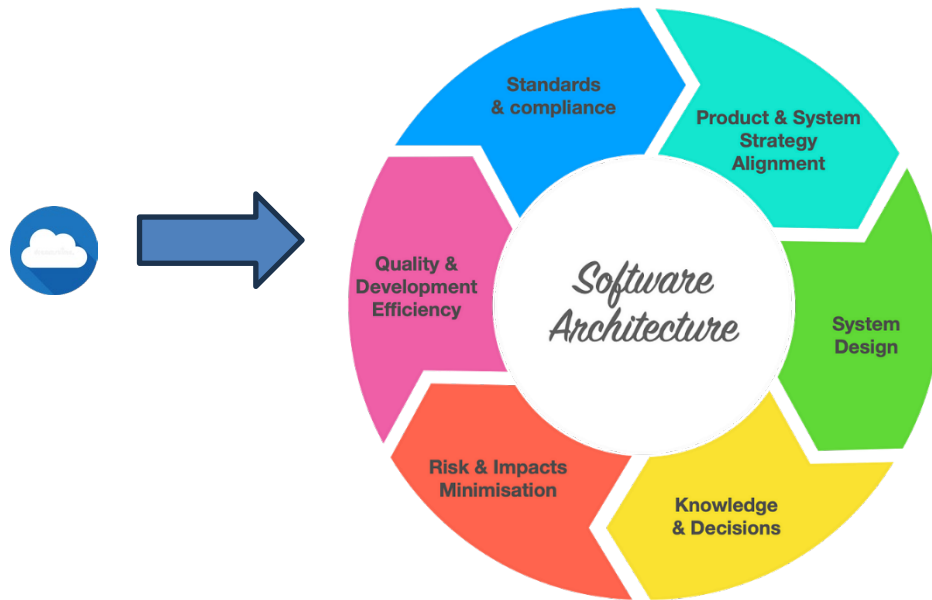 Standards
& compliance
Product & System
Strategy
Alignment
System
Design
Knowledge
& Decisions
Risk & Impacts
Minimisation
Quality &
Development
Efficiency
Software
Architecture